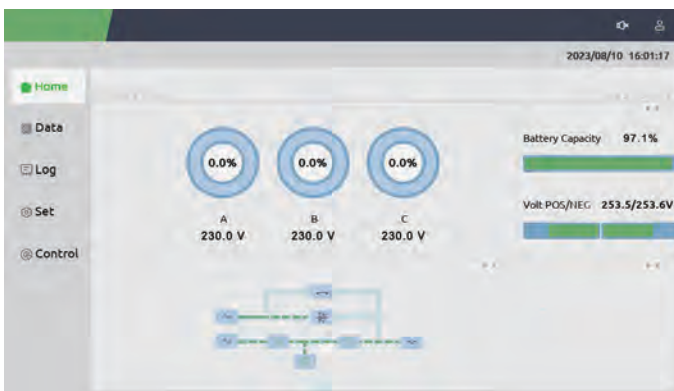 2023/08/10 16:01:17
Home
Data
Log
Set
Control
0.0%
0.0%
0.0%
A
B
C
230.0 V
230.0 V
230.0 V
Battery Capacity 97.1%
Volt POS/NEG 253.5/253.6V